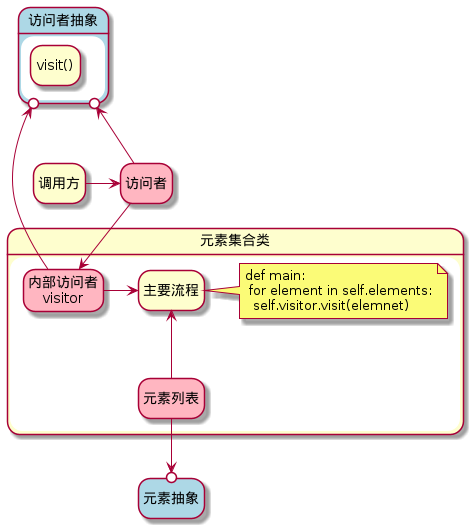 访问者抽象
visit()
调用方
访问者
元素集合类
内部访问者
visitor
主要流程
def main:
for element in self.elements:
self.visitor.visit(elemnet)
元素列表
元素抽象